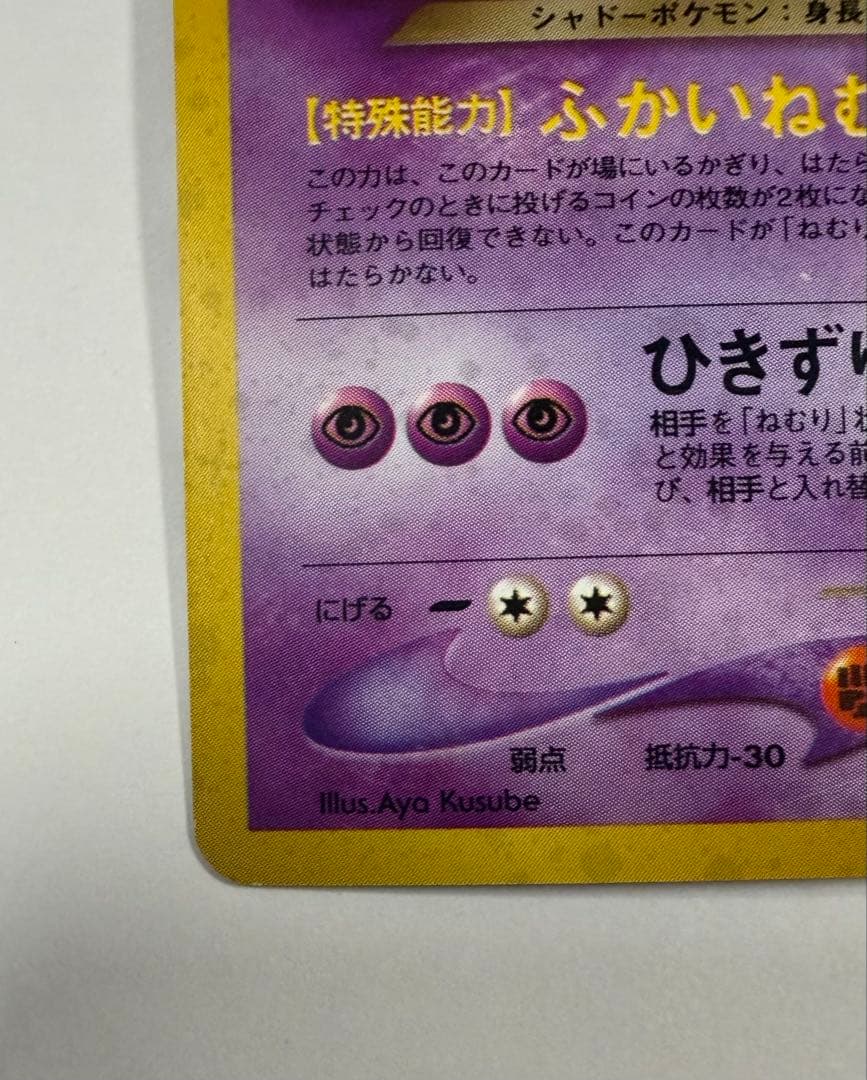 シャドーポケモン：身長
【特殊能力】ふかいねむ
この力は、このカードが場にいるかぎり、はたら
チェックのときに投げるコインの枚数が2枚にな
状態から回復できない。このカードが「ねむり
はたらかない。
ひきず
相手を「ねむり」
と効果を与える前
び、相手と入れ替
にげる
弱点 抵抗力-30
Illus.Aya Kusube